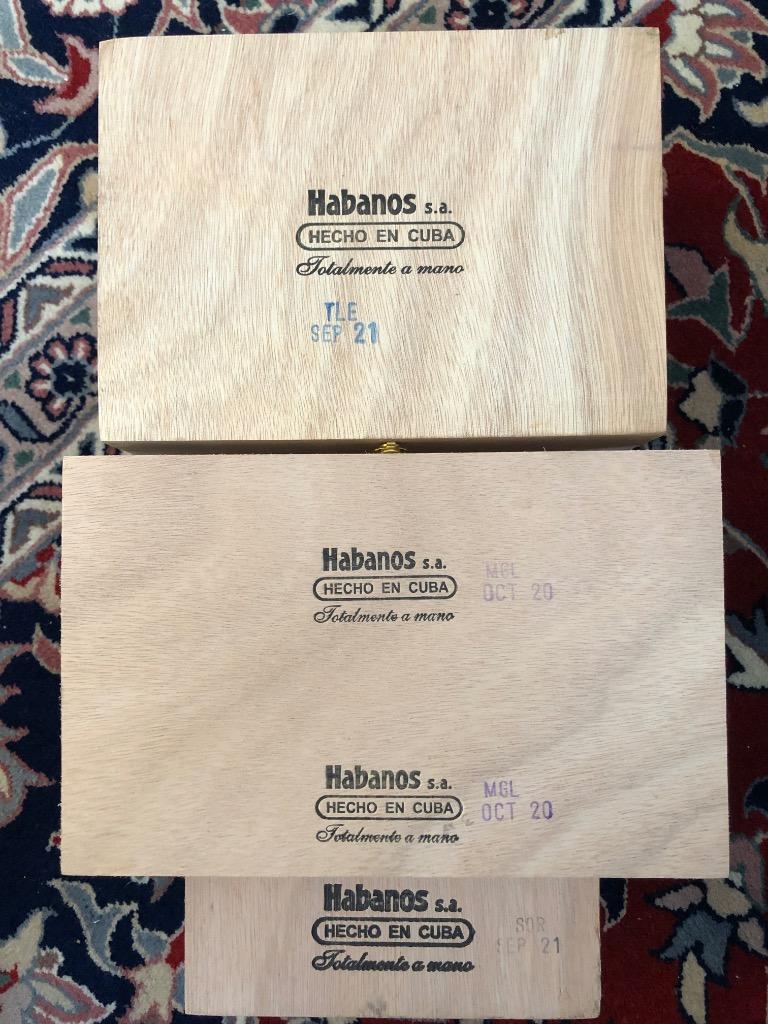 Habanos s.a.
HECHO EN CUBA
Totalmente a mano
TLE
SEP 21
Habanos s.a.
HECHO EN CUBA
Totalmente a mano
MGL
OCT 20
Habanos s.a.
HECHO EN CUBA
Totalmente a mano
MGL
OCT 20
Habanos s.a.
HECHO EN CUBA
Totalmente a mano
SOR
SEP 21